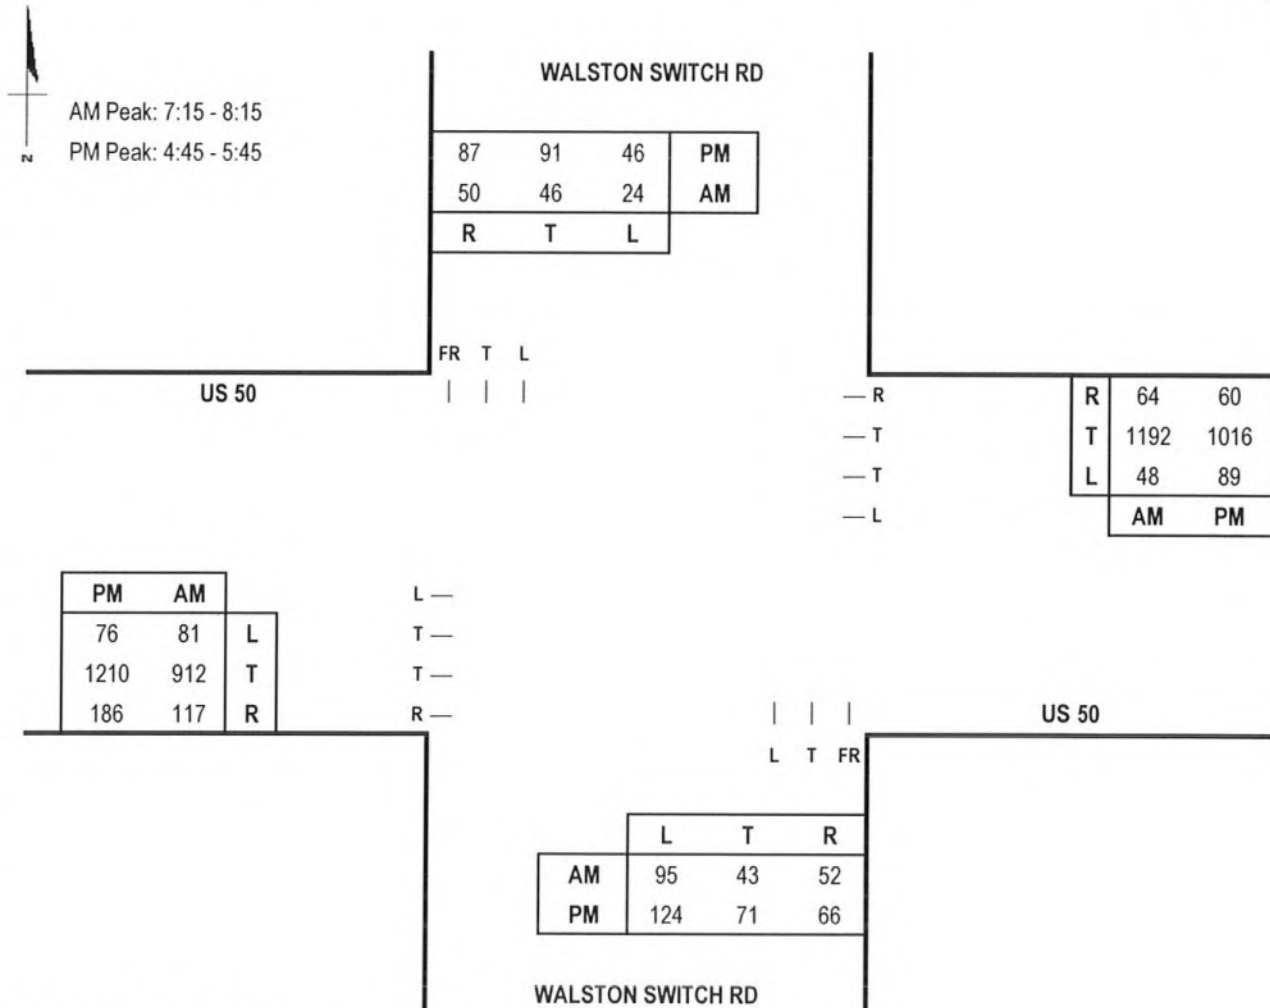 WALSTON SWITCH RD
AM Peak: 7:15 - 8:15
PM Peak: 4:45 - 5:45
N
87 91 46 PM
50 46 24 AM
R T L
FR T L
US 50
R
T
T
L
R 64 60
T 1192 1016
L 48 89
AM PM
PM AM
76 81 L
1210 912 T
186 117 R
L
T
T
R
US 50
L T FR
L T R
AM 95 43 52
PM 124 71 66
WALSTON SWITCH RD